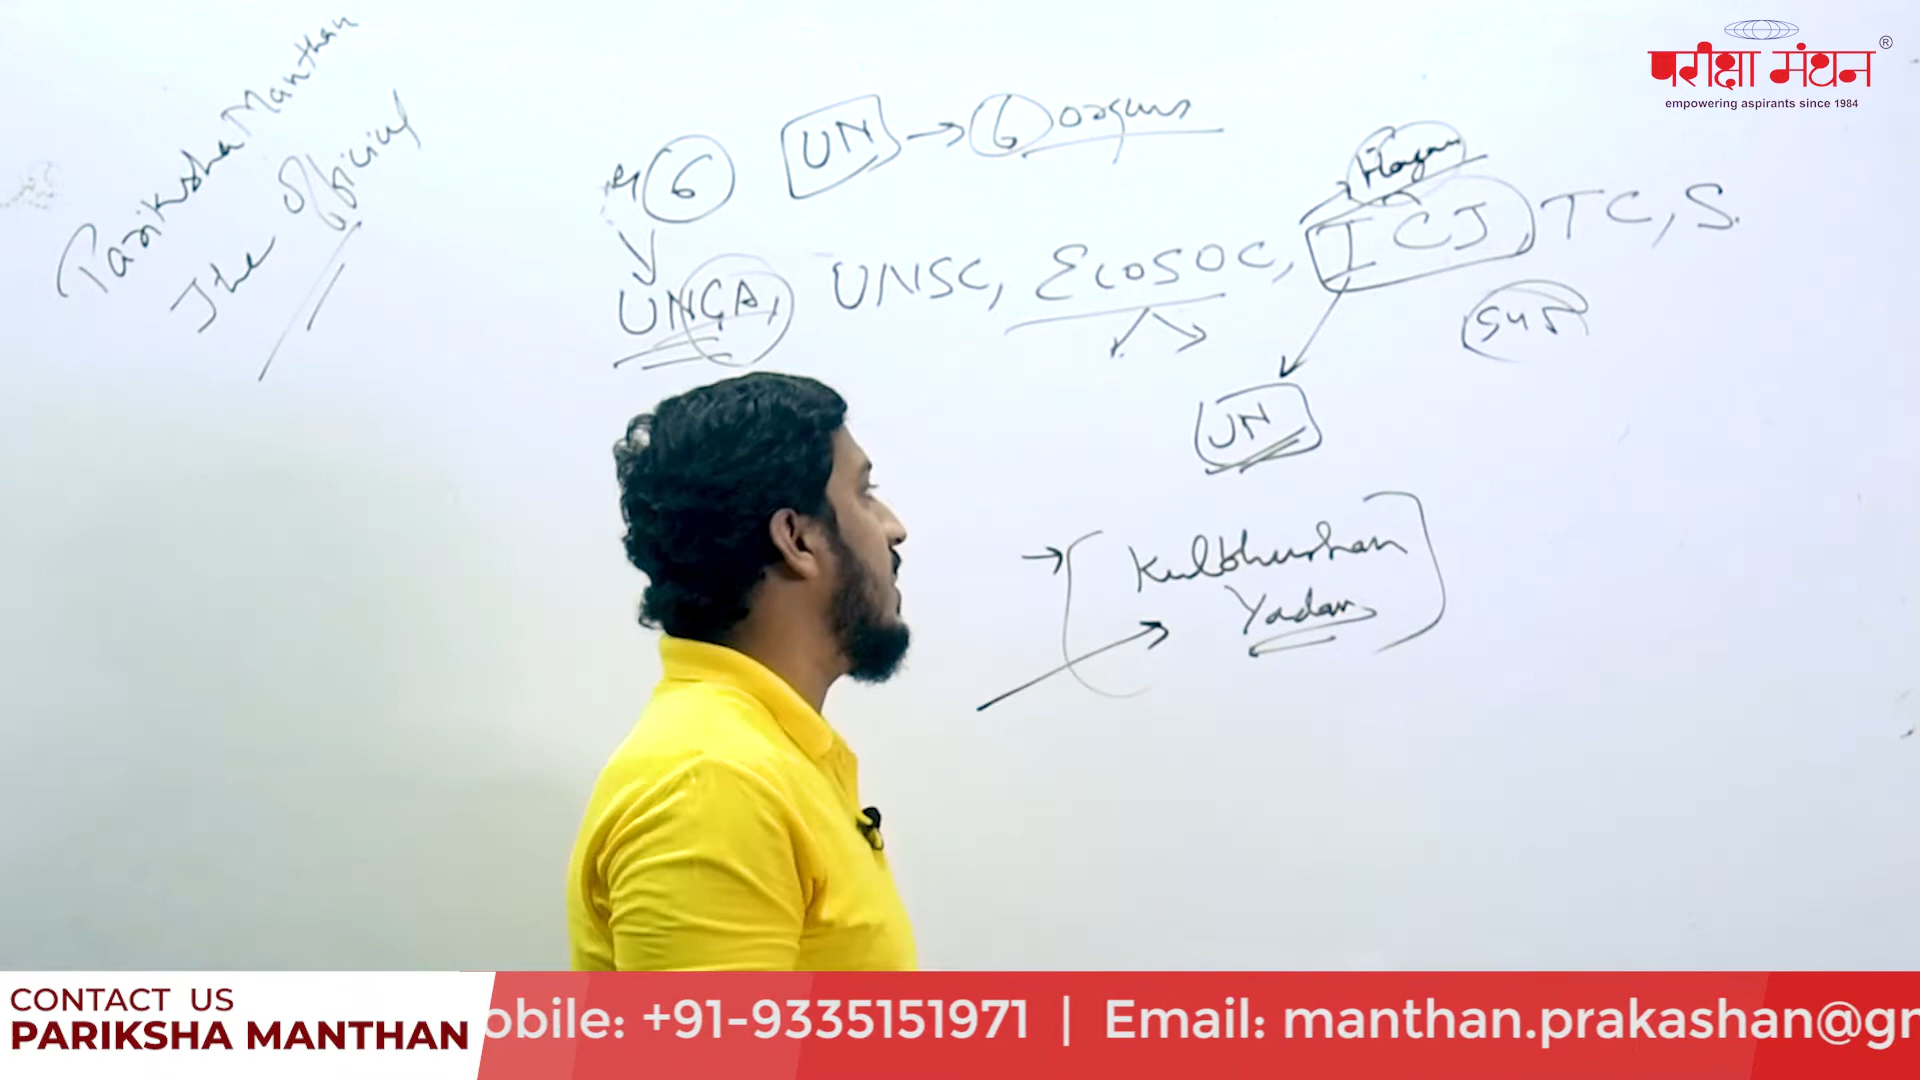 Pariksha Manthan
The Official
UN → 6 organs
6
Hague
UNGA, UNSC, ECOSOC, ICJ TC, S.
UN
→ Kulbhushan
Yadav
परीक्षा मंथन ®
empowering aspirants since 1984
CONTACT US
PARIKSHA MANTHAN
obile: +91-9335151971 | Email: manthan.prakashan@gm